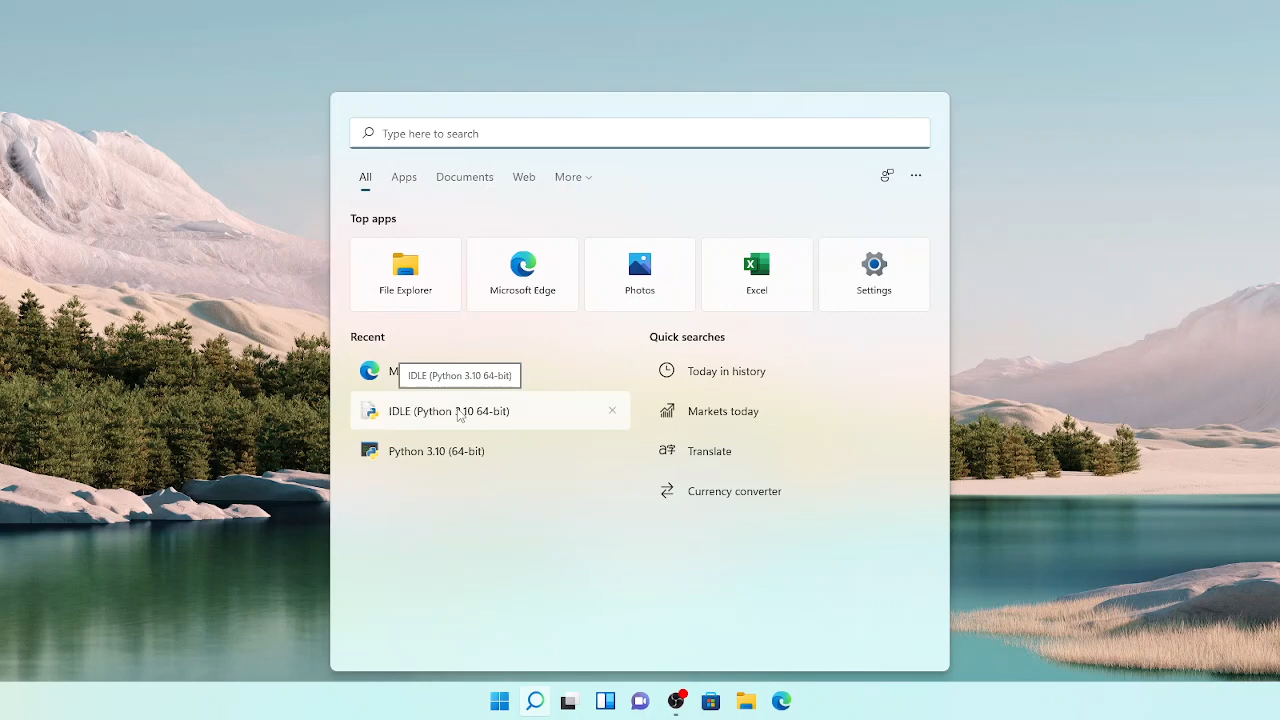 Type here to search
All Apps Documents Web More
Top apps
File Explorer Microsoft Edge Photos Excel Settings
Recent
Quick searches
M
IDLE (Python 3.10 64-bit)
Today in history
IDLE (Python 3.10 64-bit)
Markets today
Python 3.10 (64-bit)
Translate
Currency converter